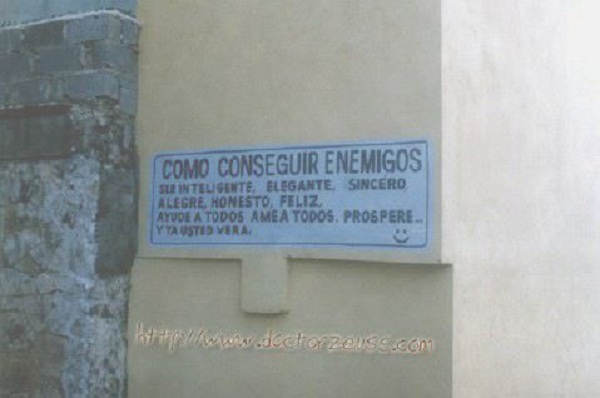 COMO CONSEGUIR ENEMIGOS
SER INTELIGENTE, ELEGANTE, SINCERO
ALEGRE, HONESTO, FELIZ,
AYUDE A TODOS AME A TODOS. PROSPERE...
Y YA USTED VERA.
http://www.doctorzeuss.com